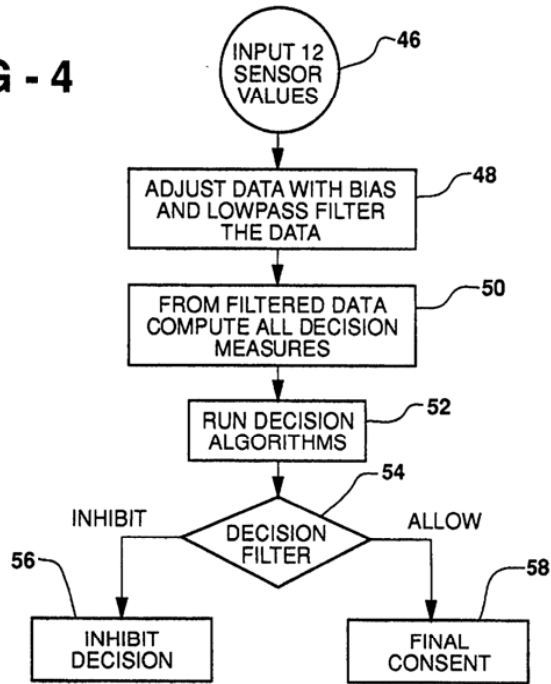 G - 4
INPUT 12
SENSOR
VALUES
46
ADJUST DATA WITH BIAS
AND LOWPASS FILTER
THE DATA
48
FROM FILTERED DATA
COMPUTE ALL DECISION
MEASURES
50
RUN DECISION
ALGORITHMS
52
54
INHIBIT
DECISION
FILTER
ALLOW
56
INHIBIT
DECISION
58
FINAL
CONSENT